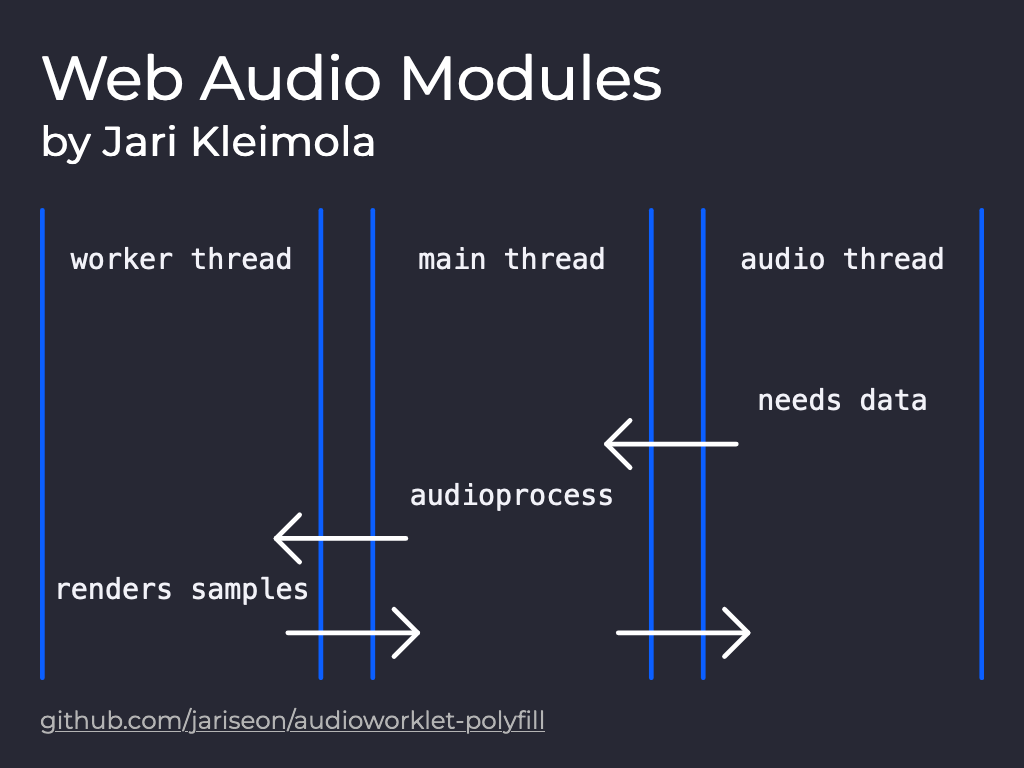 Web Audio Modules
by Jari Kleimola
worker thread
main thread
audio thread
needs data
audioprocess
renders samples
github.com/jariseon/audioworklet-polyfill